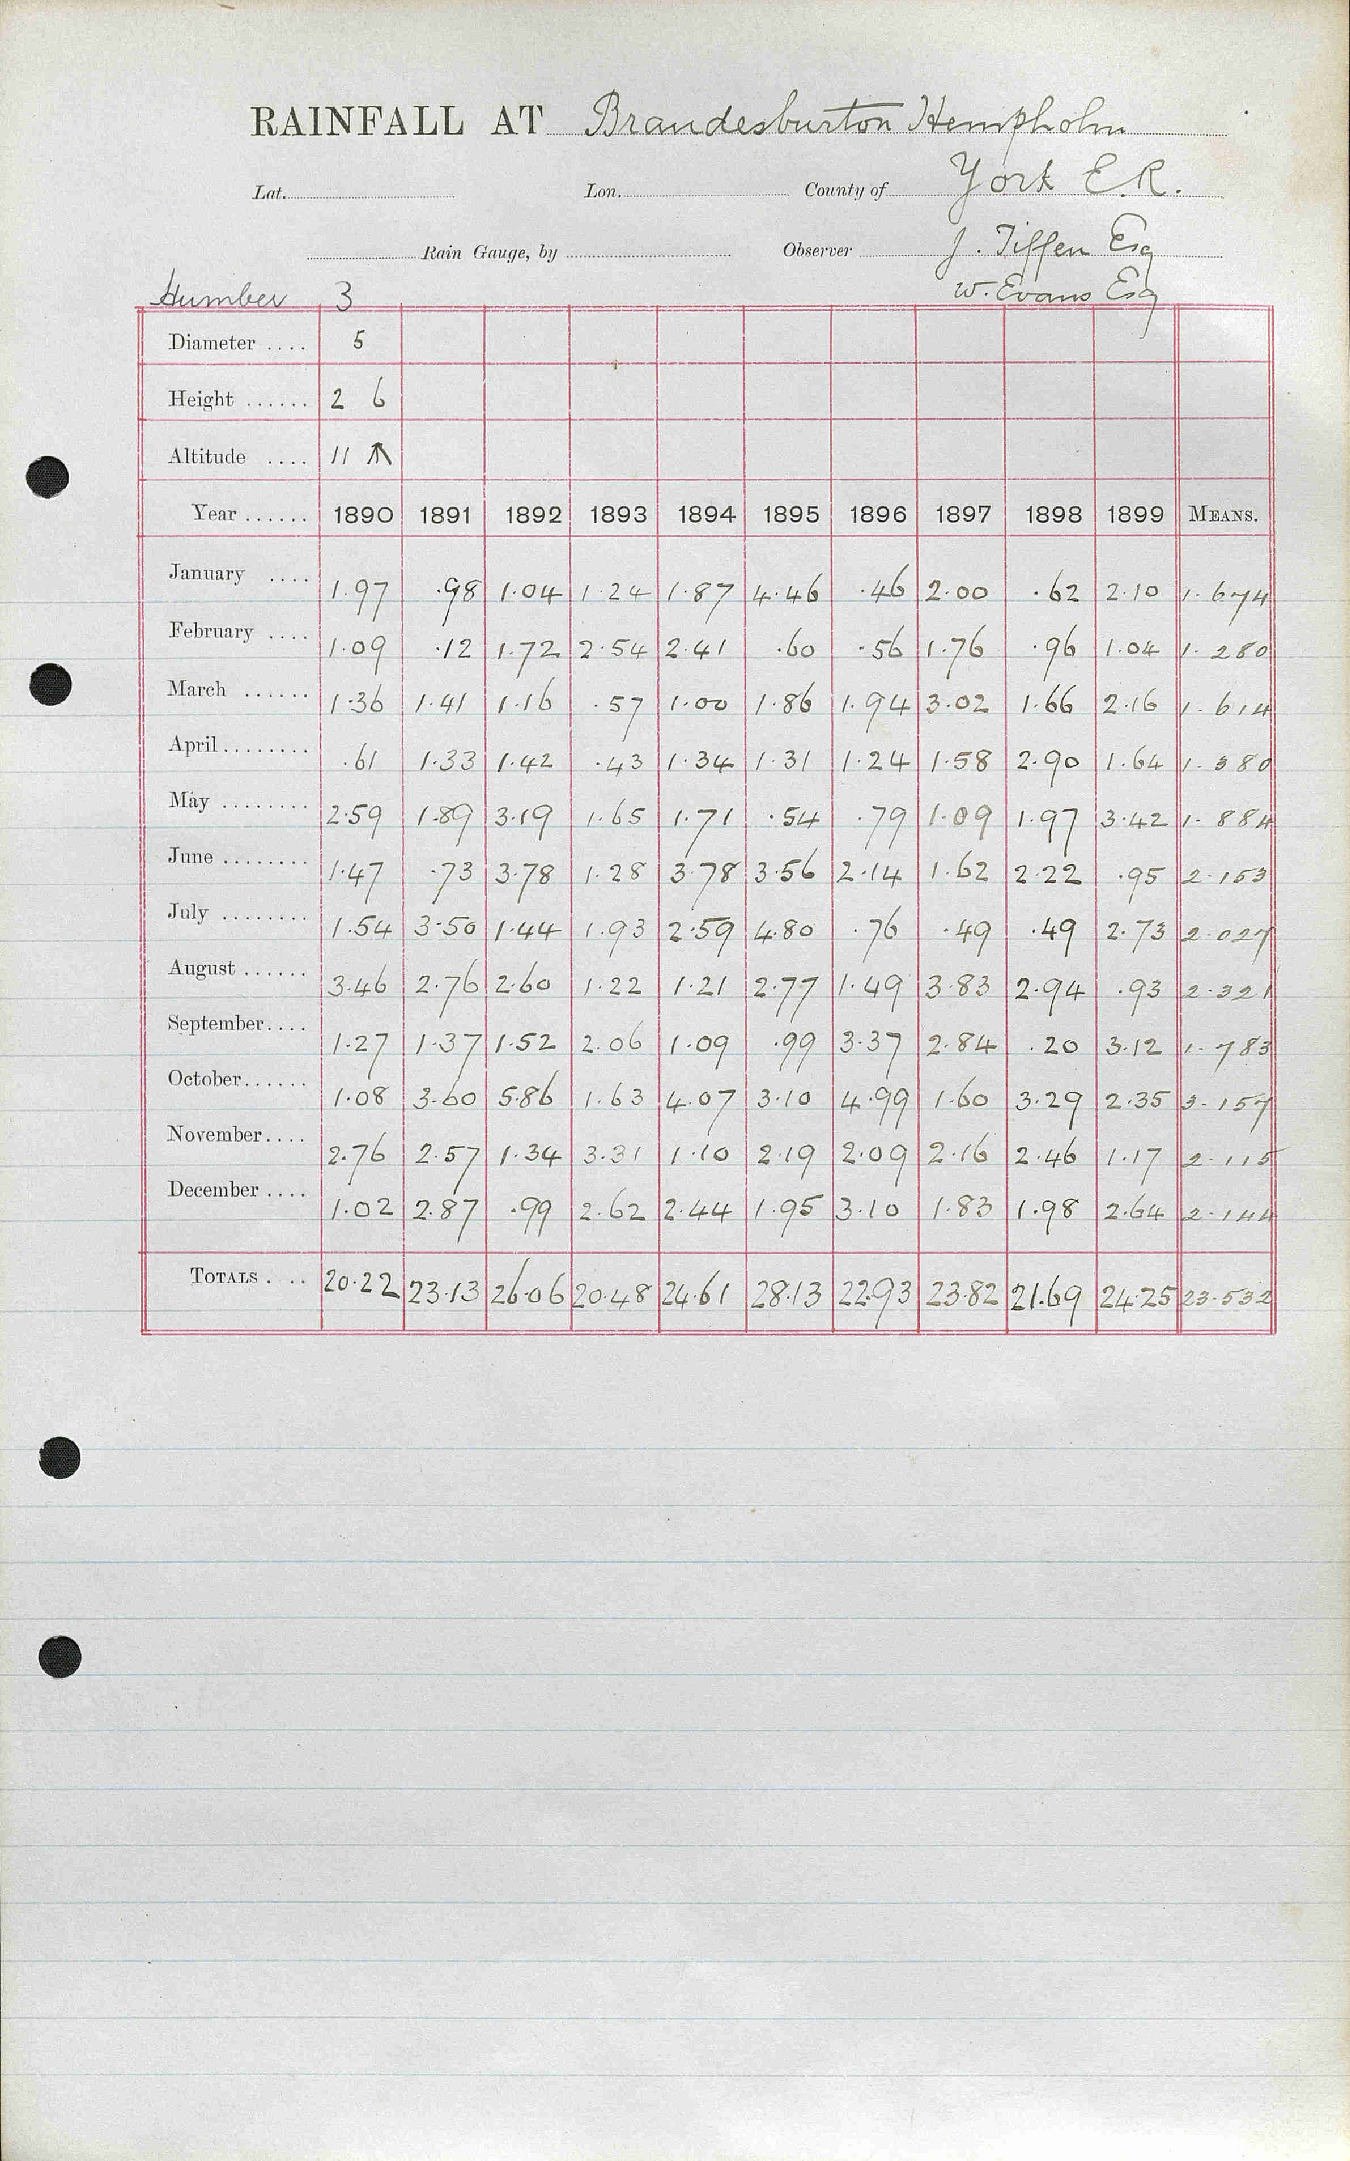 RAINFALL AT Brandesburton Hempholm
Lat. Lon. County of York E.R.
Rain Gauge, by Observer J. Tiffen Esq
Humber 3 W. Evans Esq
Diameter .... 5
Height ...... 2 6
Altitude .... 11 ↑
Year ...... 1890 1891 1892 1893 1894 1895 1896 1897 1898 1899 MEANS.
January .... 1.97 .98 1.04 1.24 1.87 4.46 .46 2.00 .62 2.10 1.674
February .... 1.09 .12 1.72 2.54 2.41 .60 .56 1.76 .96 1.04 1.280
March ...... 1.36 1.41 1.16 .57 1.00 1.86 1.94 3.02 1.66 2.16 1.614
April ........ .61 1.33 1.42 .43 1.34 1.31 1.24 1.58 2.90 1.64 1.380
May ........ 2.59 1.89 3.19 1.65 1.71 .54 .79 1.09 1.97 3.42 1.884
June ........ 1.47 .73 3.78 1.28 3.78 3.56 2.14 1.62 2.22 .95 2.153
July ........ 1.54 3.50 1.44 1.93 2.59 4.80 .76 .49 .49 2.73 2.027
August ...... 3.46 2.76 2.60 1.22 1.21 2.77 1.49 3.83 2.94 .93 2.321
September.... 1.27 1.37 1.52 2.06 1.09 .99 3.37 2.84 .20 3.12 1.783
October...... 1.08 3.60 5.86 1.63 4.07 3.10 4.99 1.60 3.29 2.35 3.157
November.... 2.76 2.57 1.34 3.31 1.10 2.19 2.09 2.16 2.46 1.17 2.115
December .... 1.02 2.87 .99 2.62 2.44 1.95 3.10 1.83 1.98 2.64 2.144
TOTALS .... 20.22 23.13 26.06 20.48 24.61 28.13 22.93 23.82 21.69 24.25 23.532